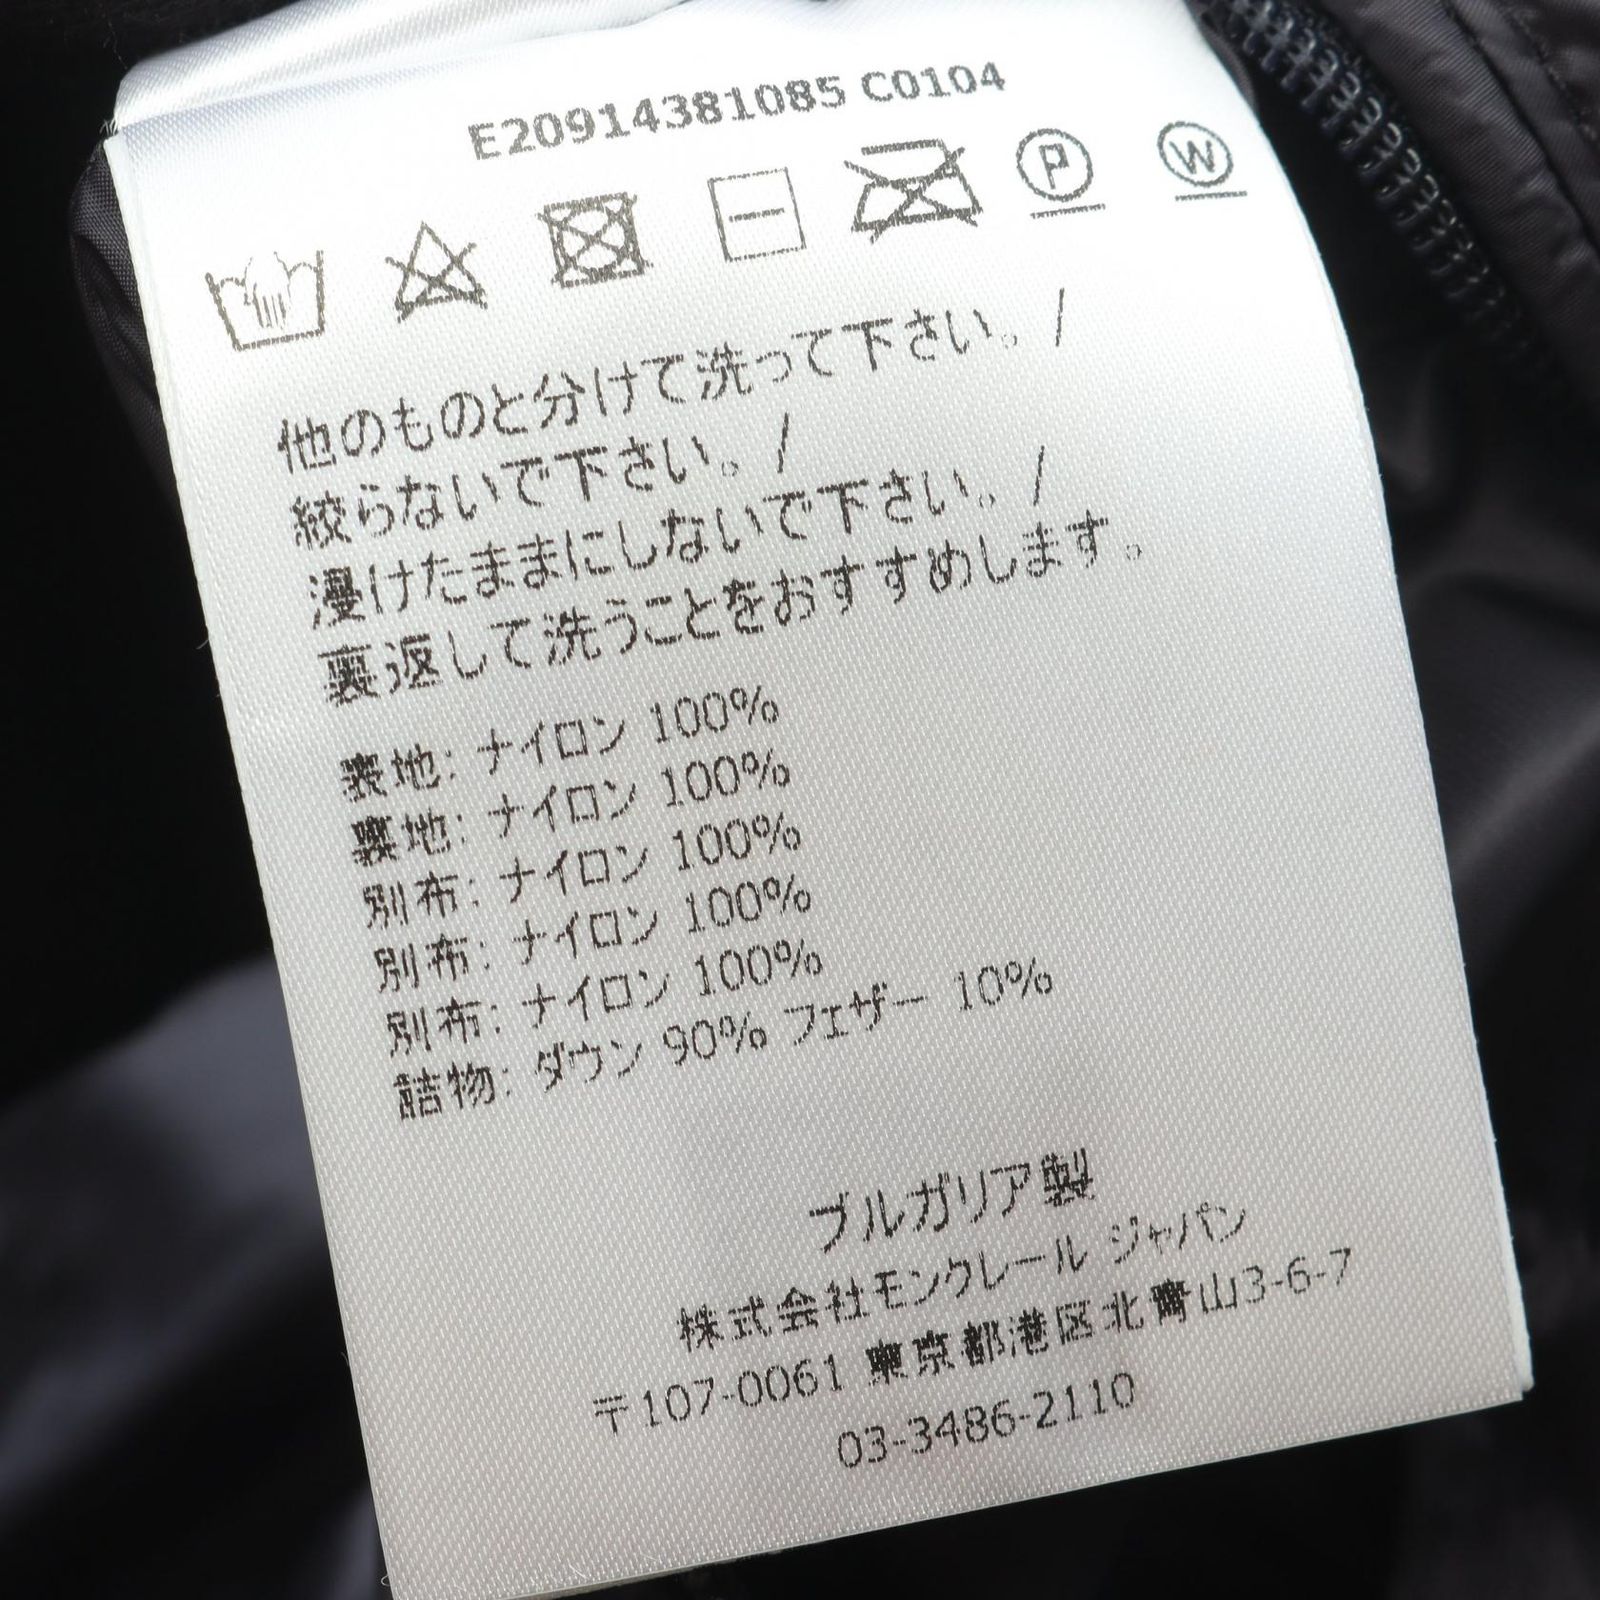 E20914381085 C0104
P W
他のものと分けて洗って下さい。/
絞らないで下さい。/
浸けたままにしないで下さい。/
裏返して洗うことをおすすめします。
表地: ナイロン 100%
裏地: ナイロン 100%
別布: ナイロン 100%
別布: ナイロン 100%
別布: ナイロン 100%
詰物: ダウン 90% フェザー 10%
ブルガリア製
株式会社モンクレール ジャパン
〒107-0061 東京都港区北青山3-6-7
03-3486-2110